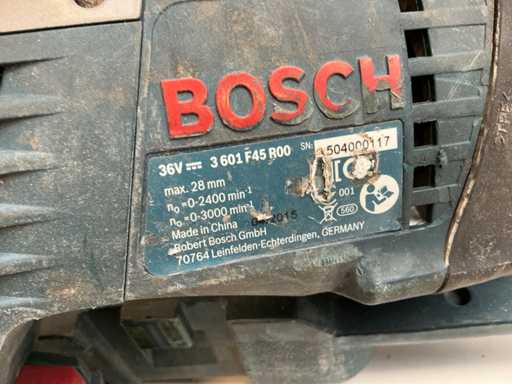 BOSCH
36V 3 601 F45 R00 SN: 504000117
max. 28 mm
n₀ =0-2400 min⁻¹
n₀ =0-3000 min⁻¹
001
Made in China 2015
S60
Robert Bosch GmbH
70764 Leinfelden-Echterdingen, GERMANY